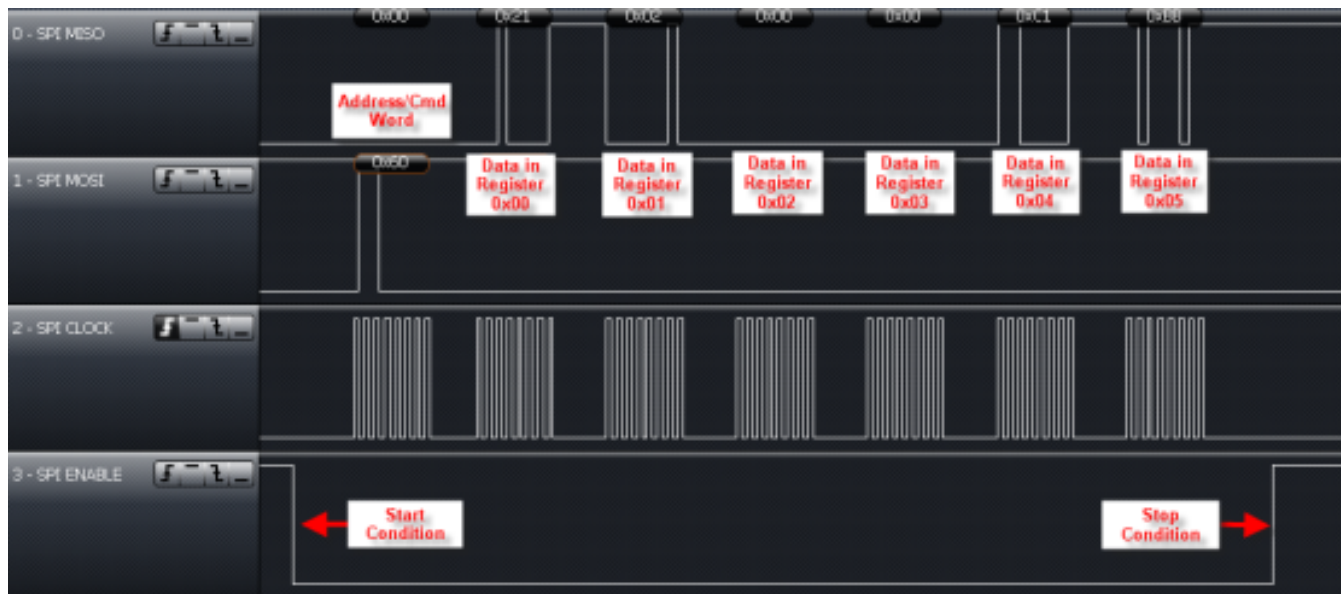 0x00 0x21 0x02 0x00 0x00 0xC1 0xBB
0 - SPI MISO
Address/Cmd
Word
0x60
1 - SPI MOSI
Data in
Register
0x00
Data in
Register
0x01
Data in
Register
0x02
Data in
Register
0x03
Data in
Register
0x04
Data in
Register
0x05
2 - SPI CLOCK
3 - SPI ENABLE
Start
Condition
Stop
Condition